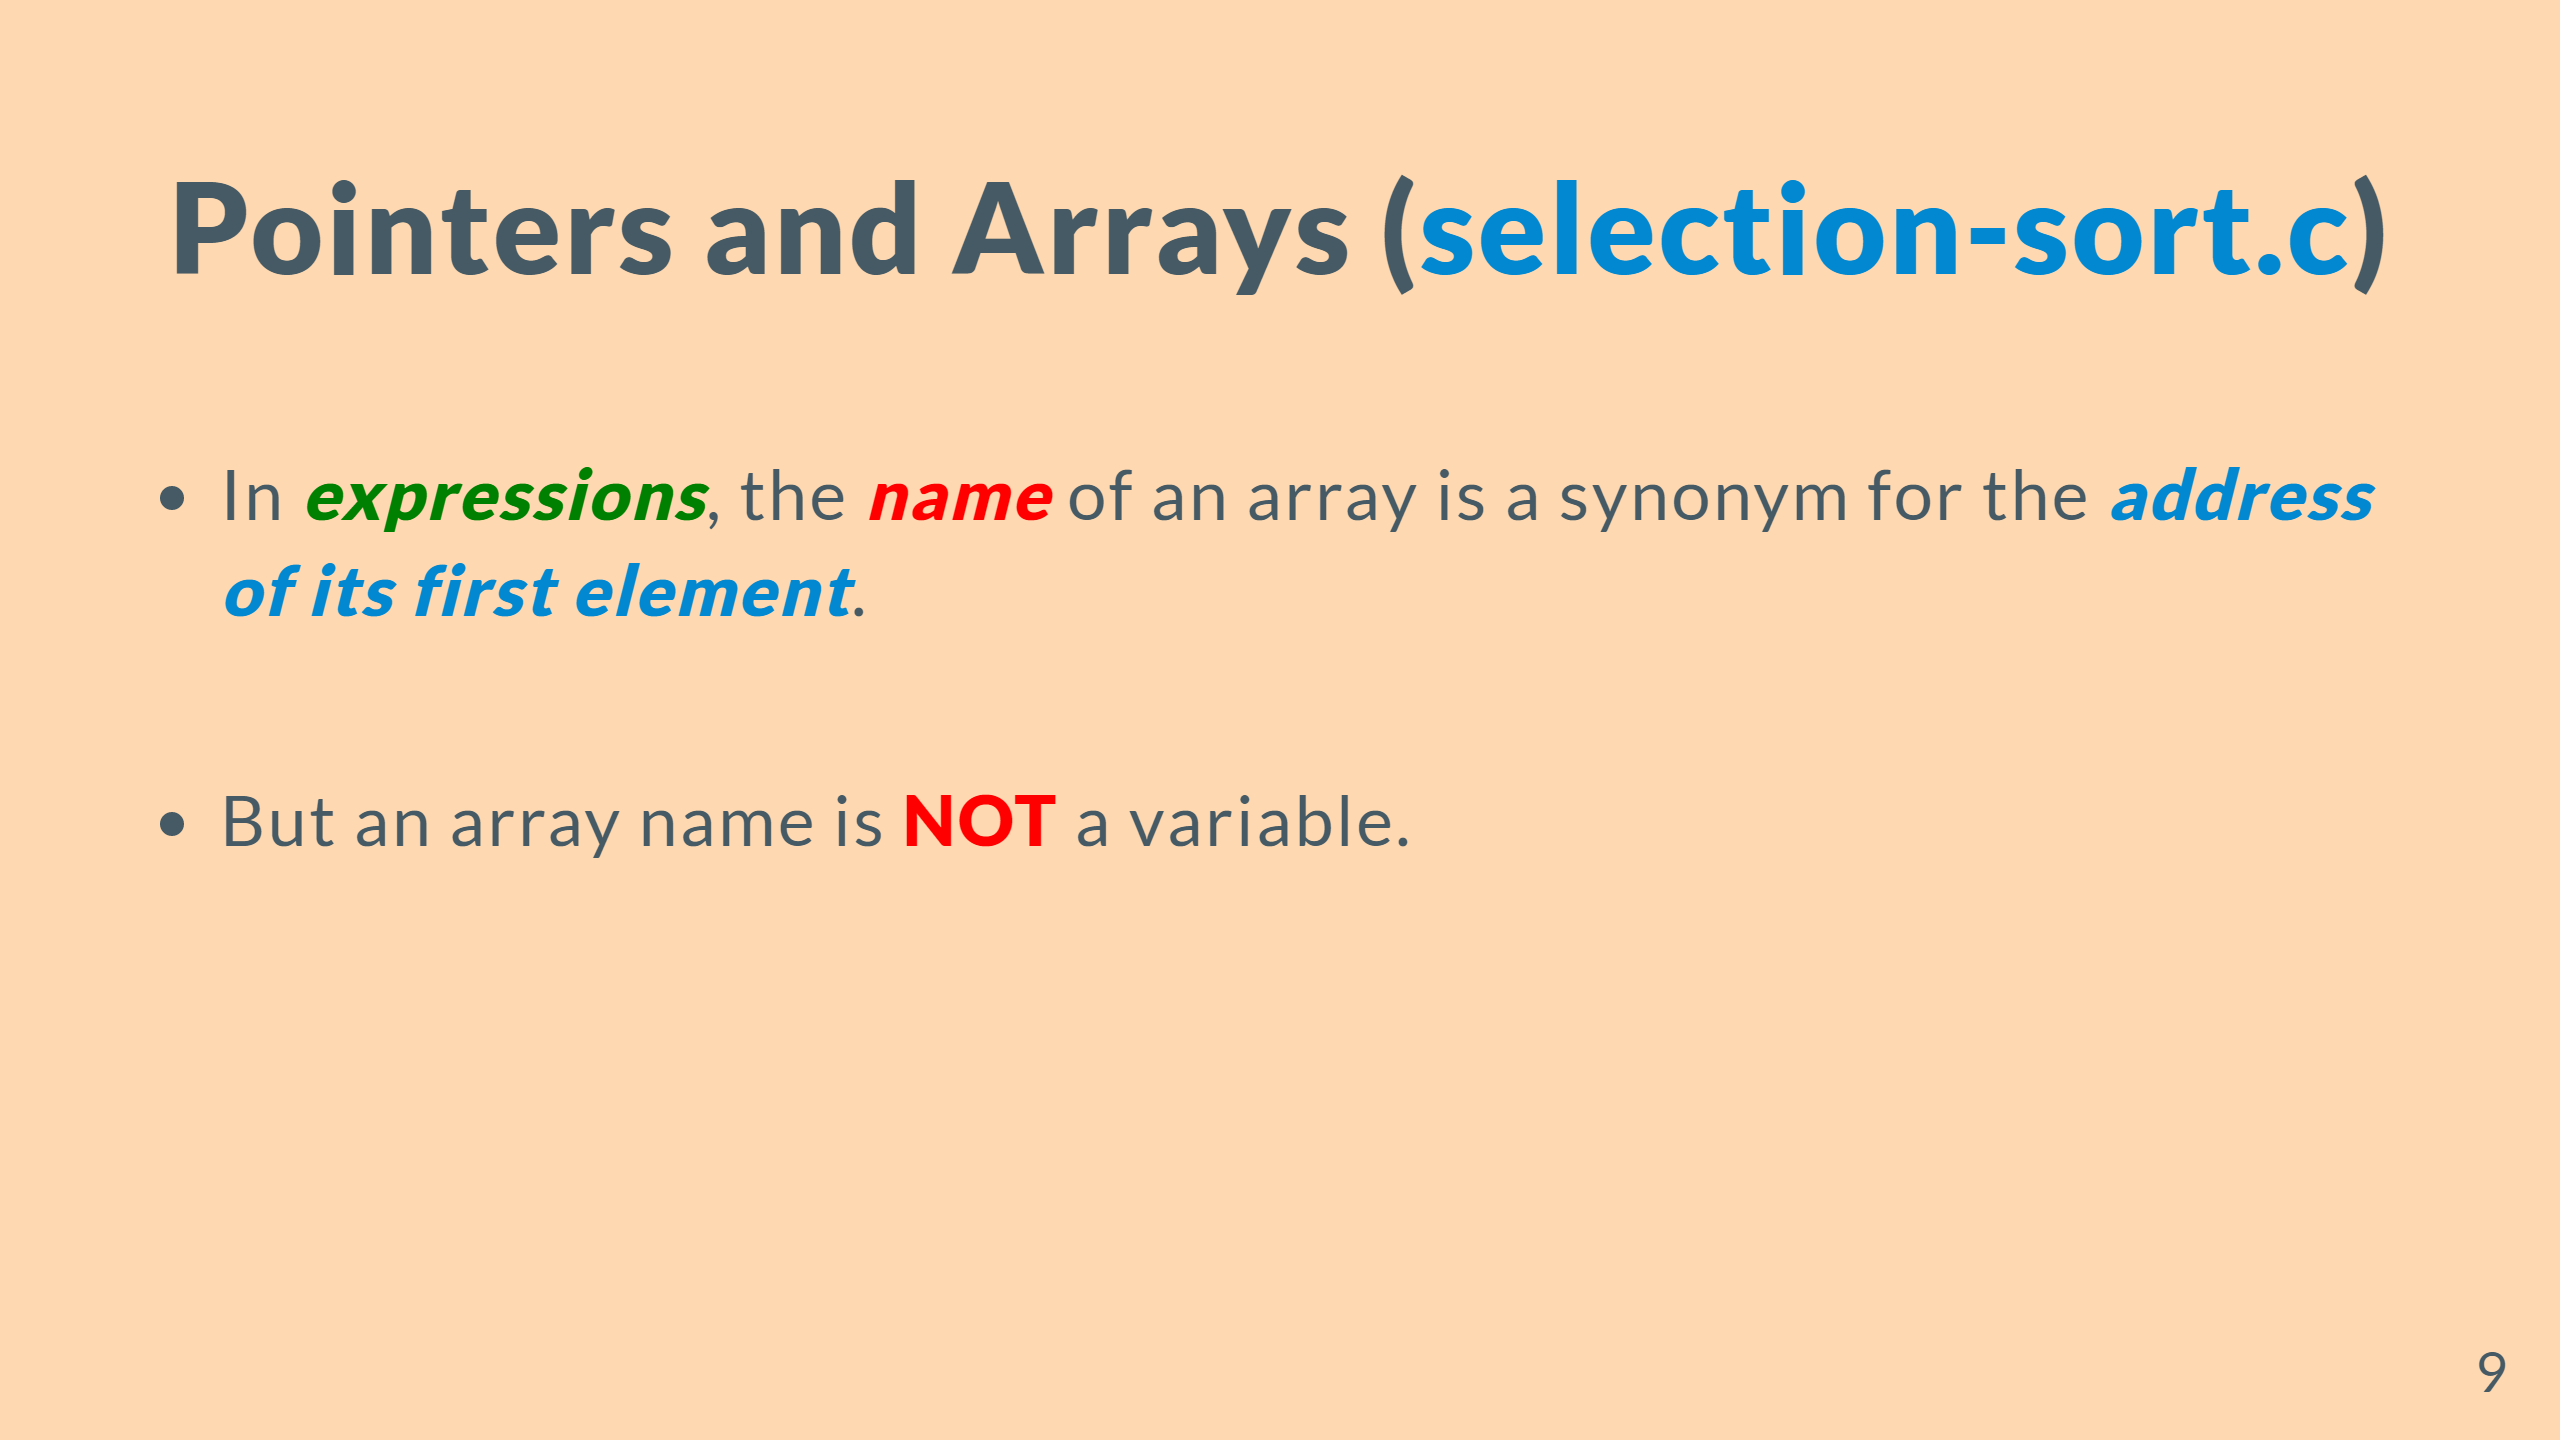 Pointers and Arrays (selection-sort.c)
• In expressions, the name of an array is a synonym for the address
of its first element.
• But an array name is NOT a variable.
9